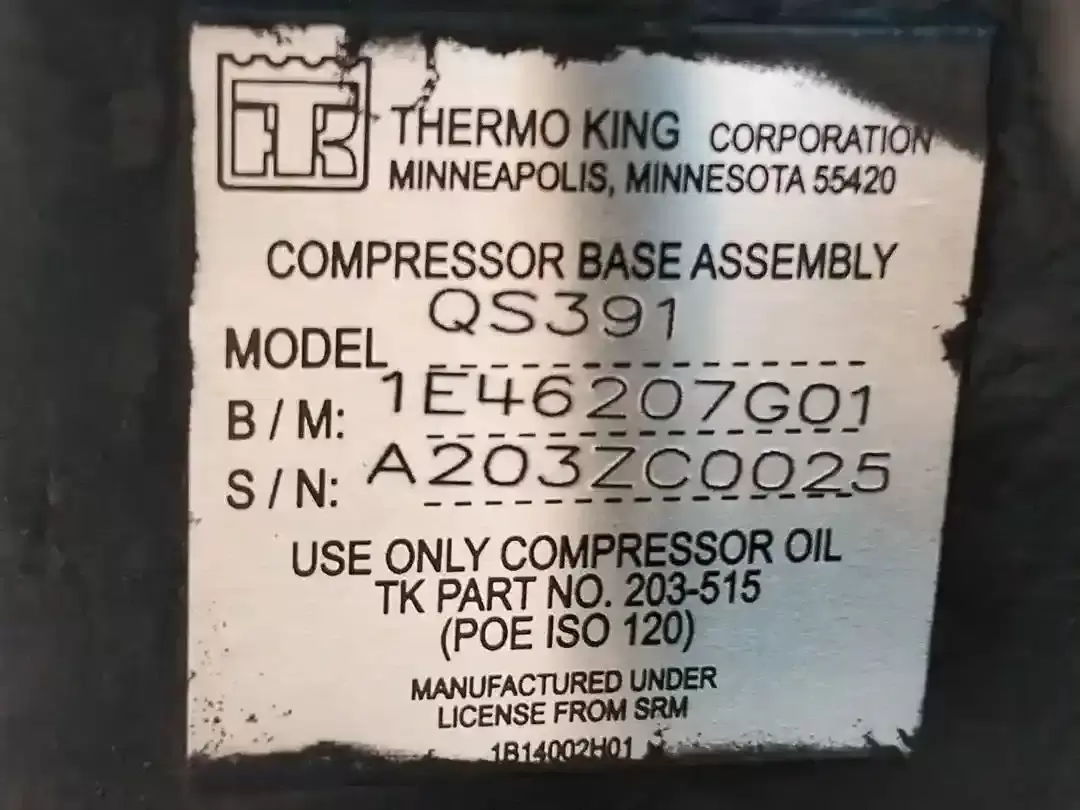 TK
THERMO KING CORPORATION
MINNEAPOLIS, MINNESOTA 55420
COMPRESSOR BASE ASSEMBLY
MODEL QS391
B / M: 1E46207G01
S / N: A203ZC0025
USE ONLY COMPRESSOR OIL
TK PART NO. 203-515
(POE ISO 120)
MANUFACTURED UNDER
LICENSE FROM SRM
1B14002H01